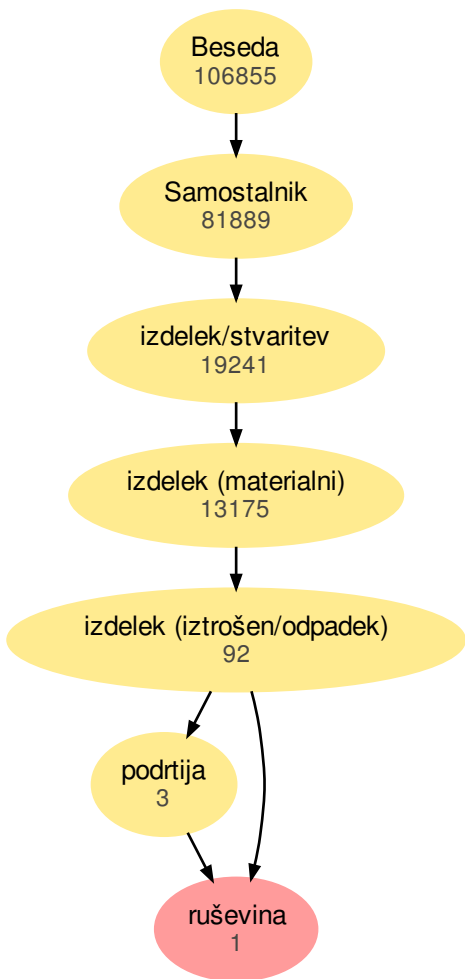 Beseda
106855
Samostalnik
81889
izdelek/stvaritev
19241
izdelek (materialni)
13175
izdelek (iztrošen/odpadek)
92
podrtija
3
ruševina
1